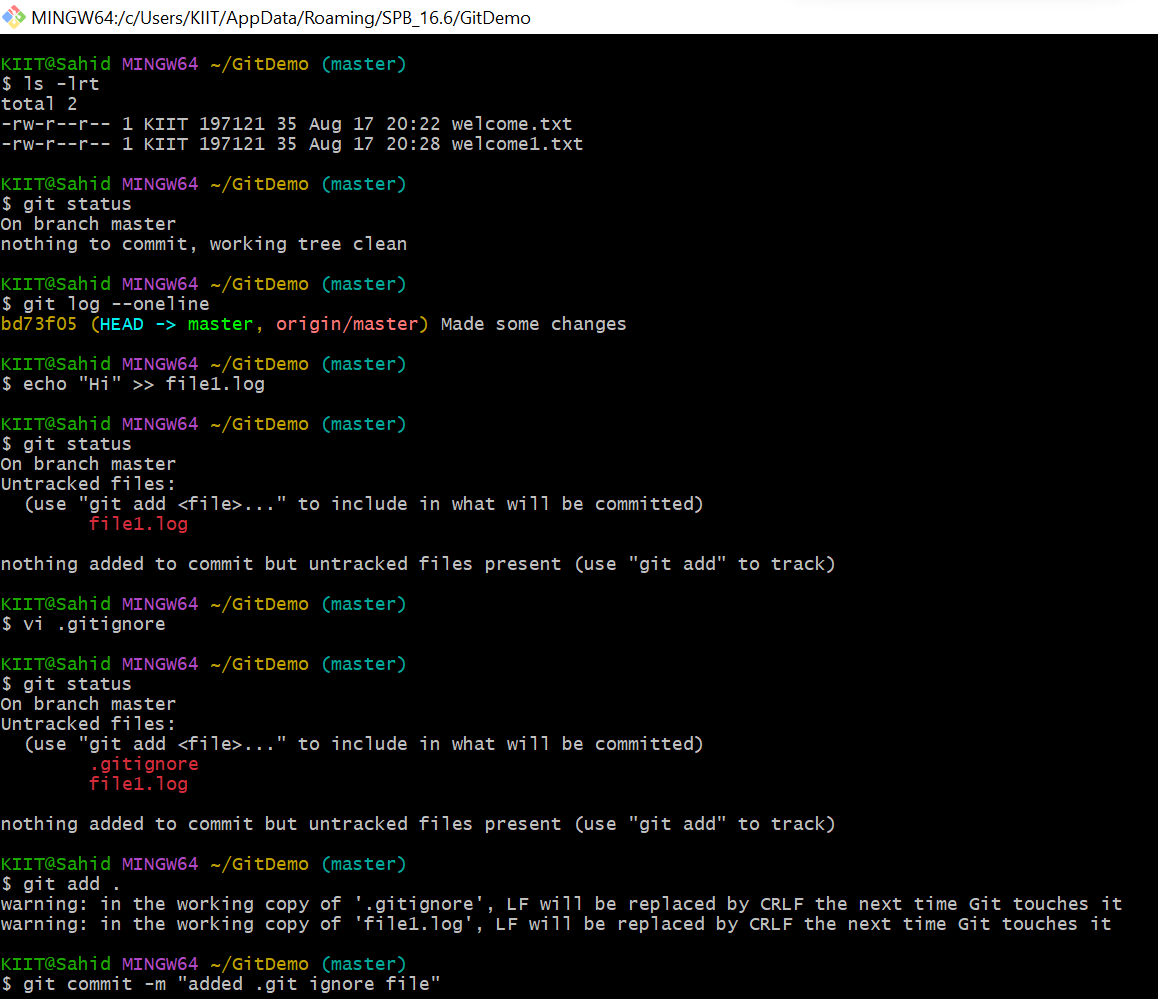 MINGW64:/c/Users/KIIT/AppData/Roaming/SPB_16.6/GitDemo
KIIT@Sahid MINGW64 ~/GitDemo (master)
$ ls -lrt
total 2
-rw-r--r-- 1 KIIT 197121 35 Aug 17 20:22 welcome.txt
-rw-r--r-- 1 KIIT 197121 35 Aug 17 20:28 welcome1.txt
KIIT@Sahid MINGW64 ~/GitDemo (master)
$ git status
On branch master
nothing to commit, working tree clean
KIIT@Sahid MINGW64 ~/GitDemo (master)
$ git log --oneline
bd73f05 (HEAD -> master, origin/master) Made some changes
KIIT@Sahid MINGW64 ~/GitDemo (master)
$ echo "Hi" >> file1.log
KIIT@Sahid MINGW64 ~/GitDemo (master)
$ git status
On branch master
Untracked files:
  (use "git add <file>..." to include in what will be committed)
        file1.log
nothing added to commit but untracked files present (use "git add" to track)
KIIT@Sahid MINGW64 ~/GitDemo (master)
$ vi .gitignore
KIIT@Sahid MINGW64 ~/GitDemo (master)
$ git status
On branch master
Untracked files:
  (use "git add <file>..." to include in what will be committed)
        .gitignore
        file1.log
nothing added to commit but untracked files present (use "git add" to track)
KIIT@Sahid MINGW64 ~/GitDemo (master)
$ git add .
warning: in the working copy of '.gitignore', LF will be replaced by CRLF the next time Git touches it
warning: in the working copy of 'file1.log', LF will be replaced by CRLF the next time Git touches it
KIIT@Sahid MINGW64 ~/GitDemo (master)
$ git commit -m "added .git ignore file"